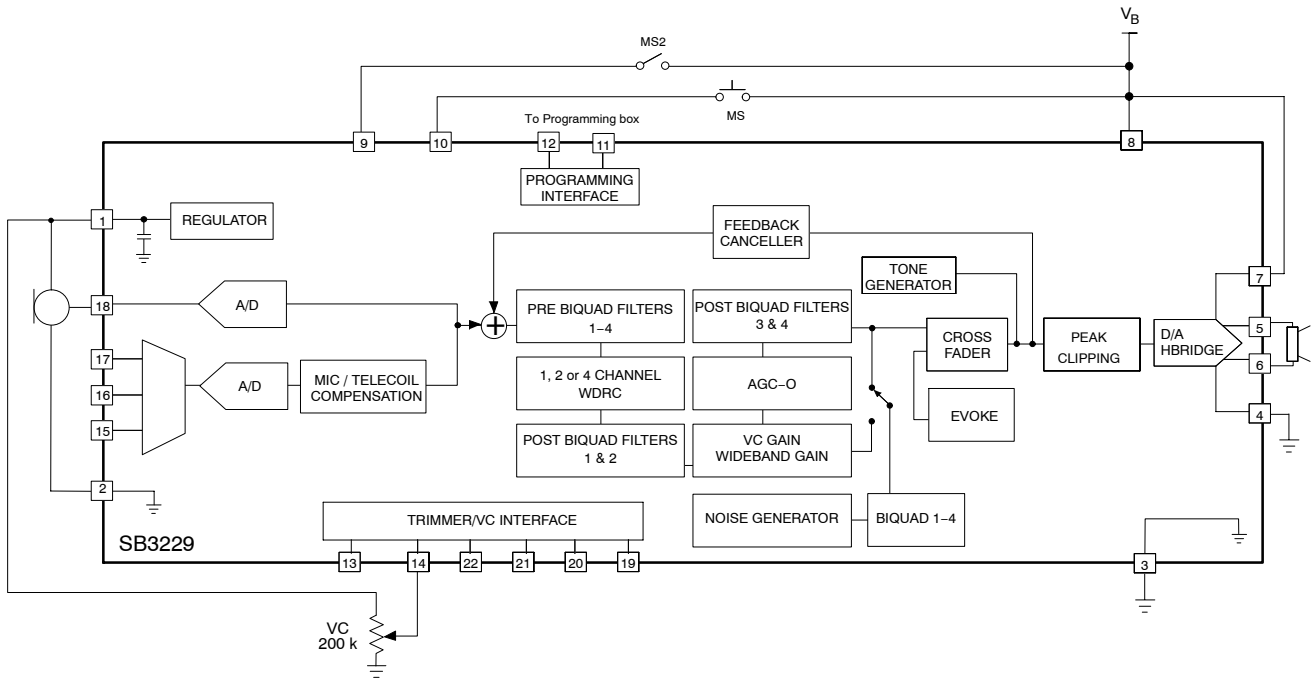 VB
MS2
MS
To Programming box
9
10
12
11
8
PROGRAMMING
INTERFACE
1
REGULATOR
FEEDBACK
CANCELLER
TONE
GENERATOR
7
18
A/D
PRE BIQUAD FILTERS
1–4
POST BIQUAD FILTERS
3 & 4
CROSS
FADER
PEAK
CLIPPING
D/A
HBRIDGE
5
6
17
16
15
A/D
MIC / TELECOIL
COMPENSATION
1, 2 or 4 CHANNEL
WDRC
AGC–O
EVOKE
4
POST BIQUAD FILTERS
1 & 2
VC GAIN
WIDEBAND GAIN
2
TRIMMER/VC INTERFACE
NOISE GENERATOR
BIQUAD 1–4
SB3229
13
14
22
21
20
19
3
VC
200 k